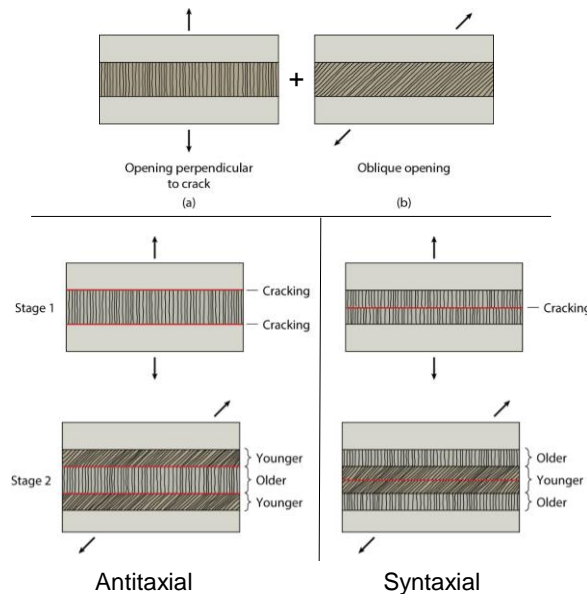 +
Opening perpendicular
to crack
(a)
Oblique opening
(b)
Stage 1
Cracking
Cracking
Cracking
Stage 2
Younger
Older
Younger
Older
Younger
Older
Antitaxial
Syntaxial